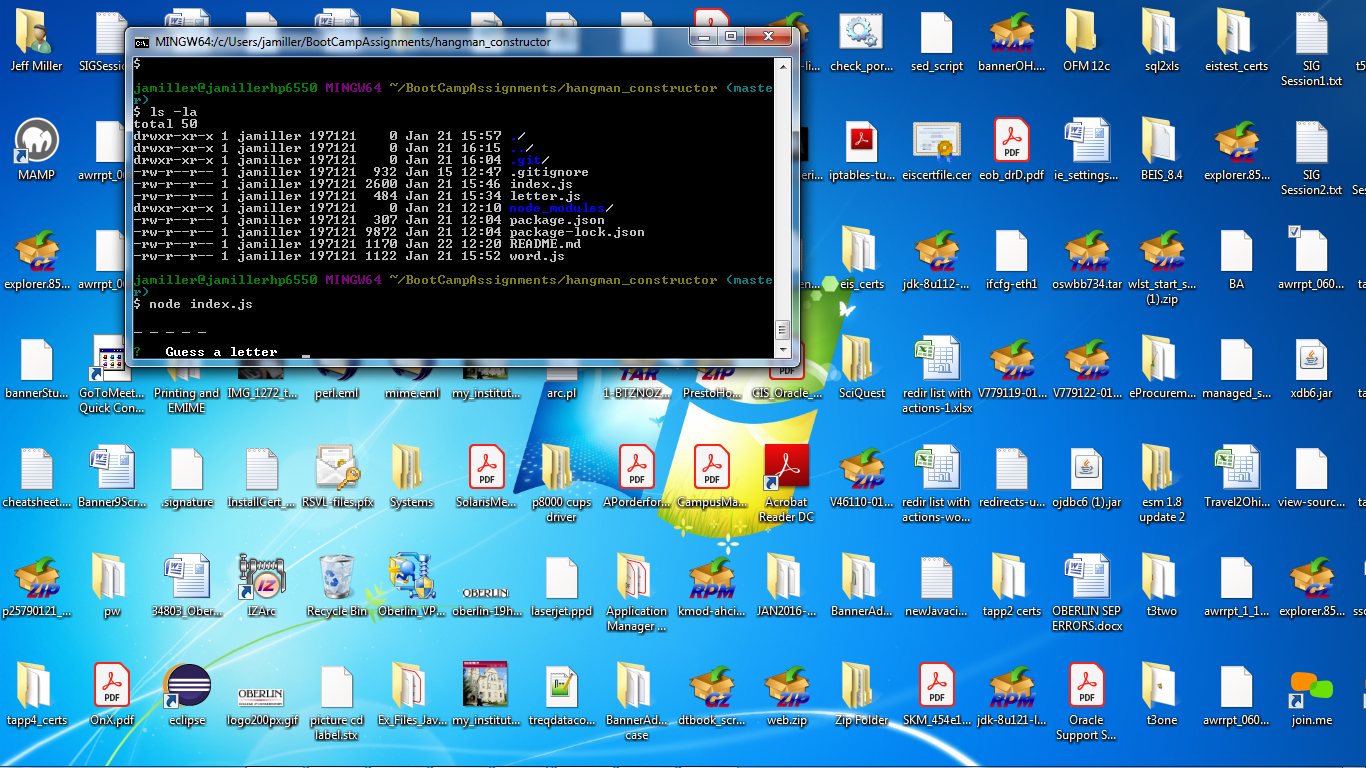 MINGW64:/c/Users/jamiller/BootCampAssignments/hangman_constructor
$
jamiller@jamillerhp6550 MINGW64 ~/BootCampAssignments/hangman_constructor (maste
r)
$ ls -la
total 50
drwxr-xr-x 1 jamiller 197121    0 Jan 21 15:57 ./
drwxr-xr-x 1 jamiller 197121    0 Jan 21 16:15 ../
drwxr-xr-x 1 jamiller 197121    0 Jan 21 16:04 .git/
-rw-r--r-- 1 jamiller 197121  932 Jan 15 12:47 .gitignore
-rw-r--r-- 1 jamiller 197121 2600 Jan 21 15:46 index.js
-rw-r--r-- 1 jamiller 197121  484 Jan 21 15:34 letter.js
drwxr-xr-x 1 jamiller 197121    0 Jan 21 12:10 node_modules/
-rw-r--r-- 1 jamiller 197121  307 Jan 21 12:04 package.json
-rw-r--r-- 1 jamiller 197121 9872 Jan 21 12:04 package-lock.json
-rw-r--r-- 1 jamiller 197121 1170 Jan 22 12:20 README.md
-rw-r--r-- 1 jamiller 197121 1122 Jan 21 15:52 word.js
jamiller@jamillerhp6550 MINGW64 ~/BootCampAssignments/hangman_constructor (maste
r)
$ node index.js
_ _ _ _ _
?   Guess a letter  _
Jeff Miller
SIGSessi
check_por...
sed_script
bannerOH....
OFM 12c
sql2xls
eistest_certs
SIG
Session1.txt
MAMP
awrrpt_0
iptables-tu...
eiscertfile.cer
eob_drD.pdf
ie_settings...
BEIS_8.4
explorer.85...
SIG
Session2.txt
explorer.85...
awrrpt_0
eis_certs
jdk-8u112-...
ifcfg-eth1
oswbb734.tar
wlst_start_s...
(1).zip
BA
awrrpt_060...
bannerStu...
GoToMeet...
Quick Con...
Printing and
EMIME
IMG_1272_t...
perl.eml
mime.eml
my_institut...
arc.pl
1-BTZNOZ...
PrestoHo...
CIS_Oracle_...
SciQuest
redir list with
actions-1.xlsx
V779119-01...
V779122-01...
eProcurem...
managed_s...
xdb6.jar
cheatsheet....
Banner9Scr...
.signature
InstallCert_...
RSVL-files.pfx
Systems
SolarisMe...
p8000 cups
driver
APorderfor...
CampusMa...
Acrobat
Reader DC
V46110-01...
redir list with
actions-wo...
redirects-u...
ojdbc6 (1).jar
esm 1.8
update 2
Travel2Ohi...
view-sourc...
p25790121_...
pw
34803_Ober...
IZArc
Recycle Bin
Oberlin_VP...
oberlin-19h...
laserjet.ppd
Application
Manager ...
kmod-ahci...
JAN2016-...
BannerAd...
newJavaci...
tapp2 certs
OBERLIN SEP
ERRORS.docx
t3two
awrrpt_1_1...
explorer.85...
tapp4_certs
OnX.pdf
eclipse
logo200px.gif
picture cd
label.stx
Ex_Files_Jav...
my_institut...
treqdataco...
BannerAd...
case
dtbook_scr...
web.zip
Zip Folder
SKM_454e1...
jdk-8u121-l...
Oracle
Support S...
t3one
awrrpt_060...
join.me